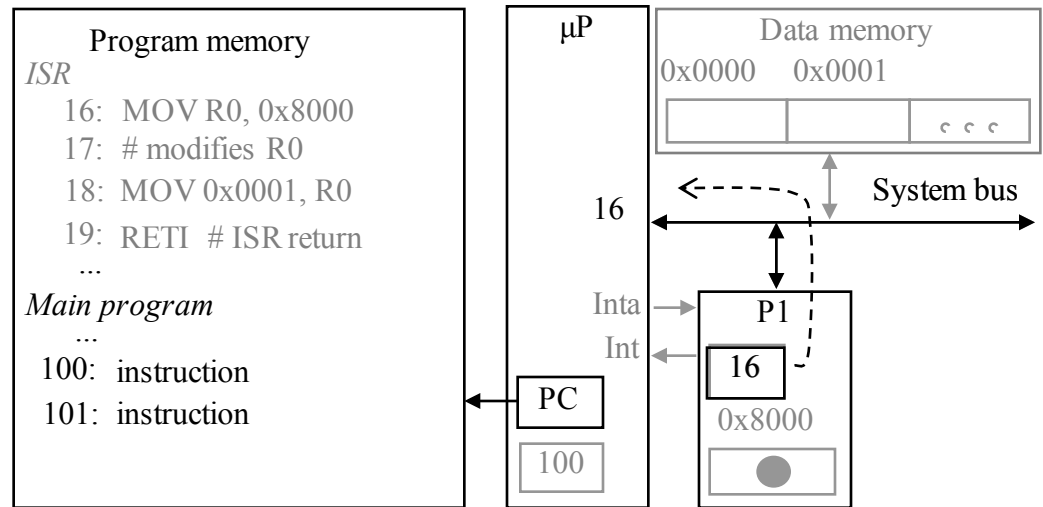 Program memory
ISR
16: MOV R0, 0x8000
17: # modifies R0
18: MOV 0x0001, R0
19: RETI # ISR return
...
Main program
...
100: instruction
101: instruction
μP
16
Inta
Int
PC
100
Data memory
0x0000 0x0001
System bus
P1
16
0x8000